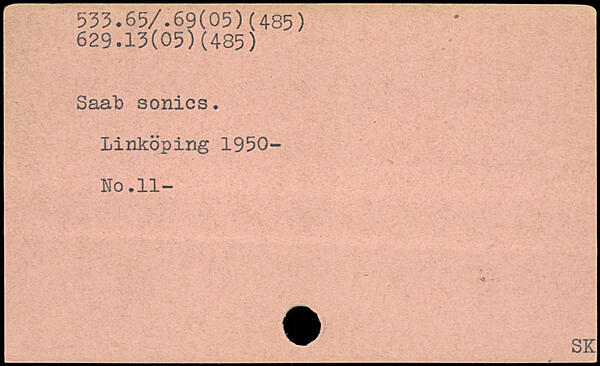 533.65/.69(05)(485)
629.13(05)(485)
Saab sonics.
Linköping 1950-
No.11-
SK